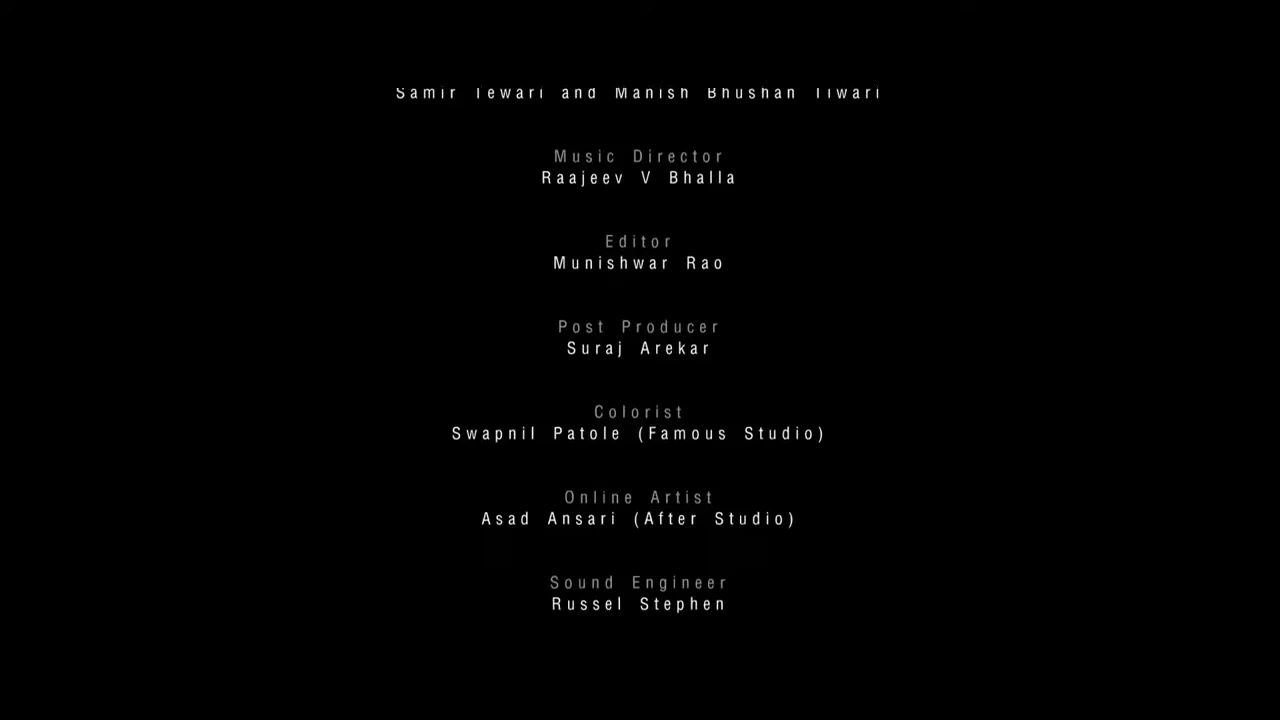 Samir Tewari and Manish Bhushan Tiwari
Music Director
Raajeev V Bhalla
Editor
Munishwar Rao
Post Producer
Suraj Arekar
Colorist
Swapnil Patole (Famous Studio)
Online Artist
Asad Ansari (After Studio)
Sound Engineer
Russel Stephen